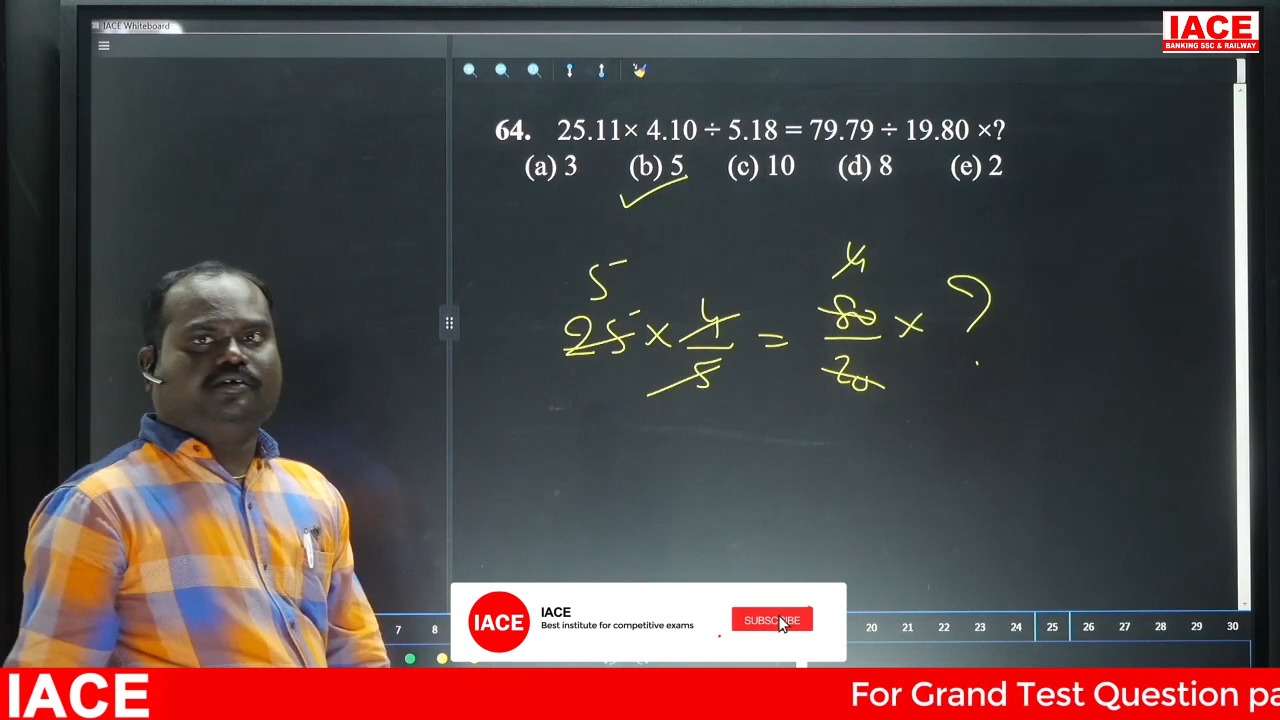 IACE Whiteboard
IACE
BANKING SSC & RAILWAY
64. 25.11× 4.10 ÷ 5.18 = 79.79 ÷ 19.80 ×?
(a) 3 (b) 5 (c) 10 (d) 8 (e) 2
5 4
25 × 4/5 = 80/20 × ?
IACE
IACE
Best institute for competitive exams
SUBSCRIBE
7 8 20 21 22 23 24 25 26 27 28 29 30
IACE
For Grand Test Question pa